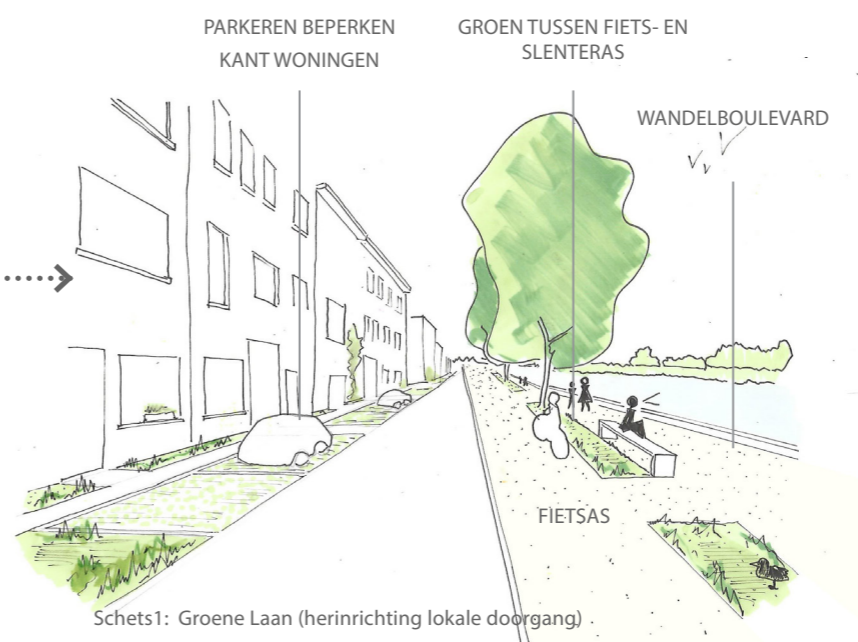 PARKEREN BEPERKEN
KANT WONINGEN
GROEN TUSSEN FIETS- EN
SLENTERAS
WANDELBOULEVARD
FIETSAS
Schets1: Groene Laan (herinrichting lokale doorgang)